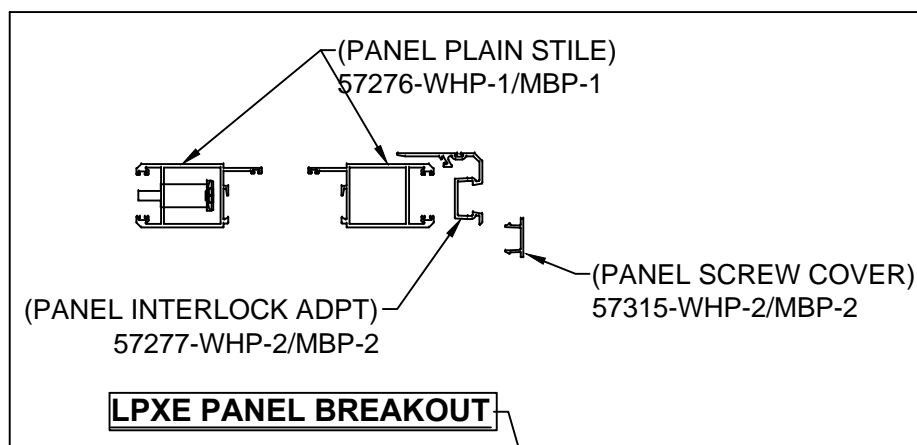 (PANEL PLAIN STILE)
57276-WHP-1/MBP-1
(PANEL SCREW COVER)
57315-WHP-2/MBP-2
(PANEL INTERLOCK ADPT)
57277-WHP-2/MBP-2
LPXE PANEL BREAKOUT